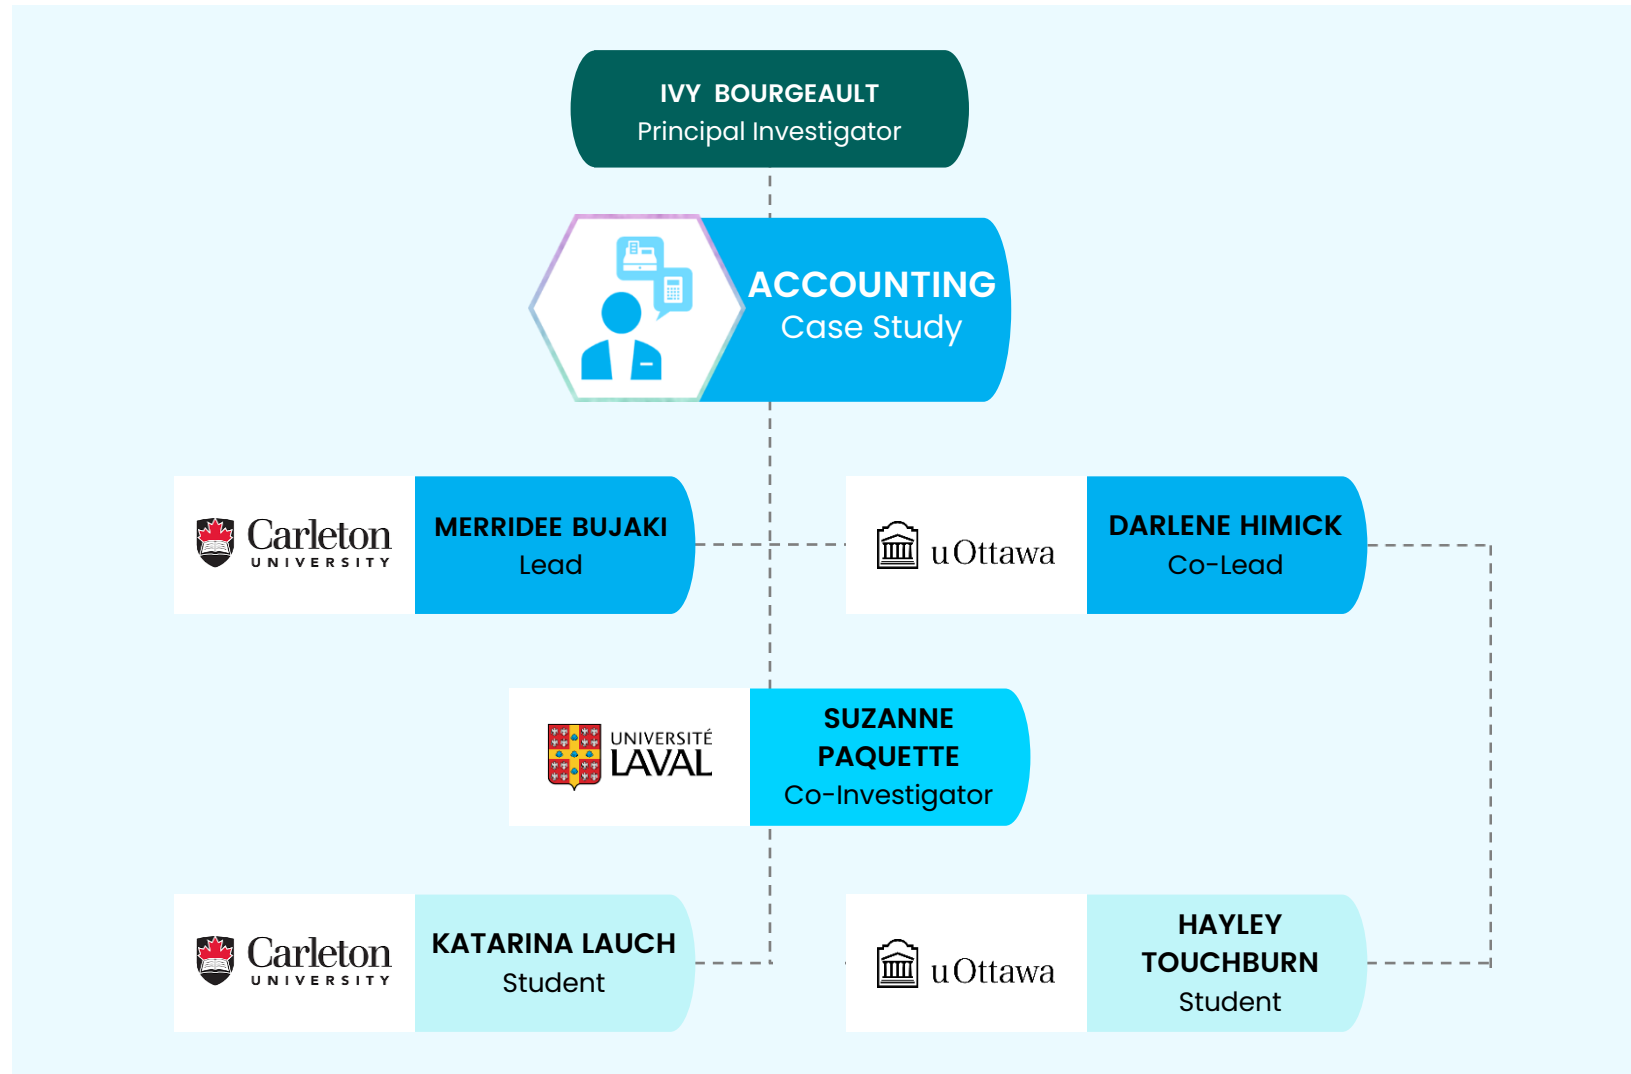 IVY BOURGEAULT
Principal Investigator
ACCOUNTING
Case Study
Carleton
UNIVERSITY
MERRIDEE BUJAKI
Lead
uOttawa
DARLENE HIMICK
Co-Lead
UNIVERSITÉ
LAVAL
SUZANNE
PAQUETTE
Co-Investigator
Carleton
UNIVERSITY
KATARINA LAUCH
Student
uOttawa
HAYLEY
TOUCHBURN
Student